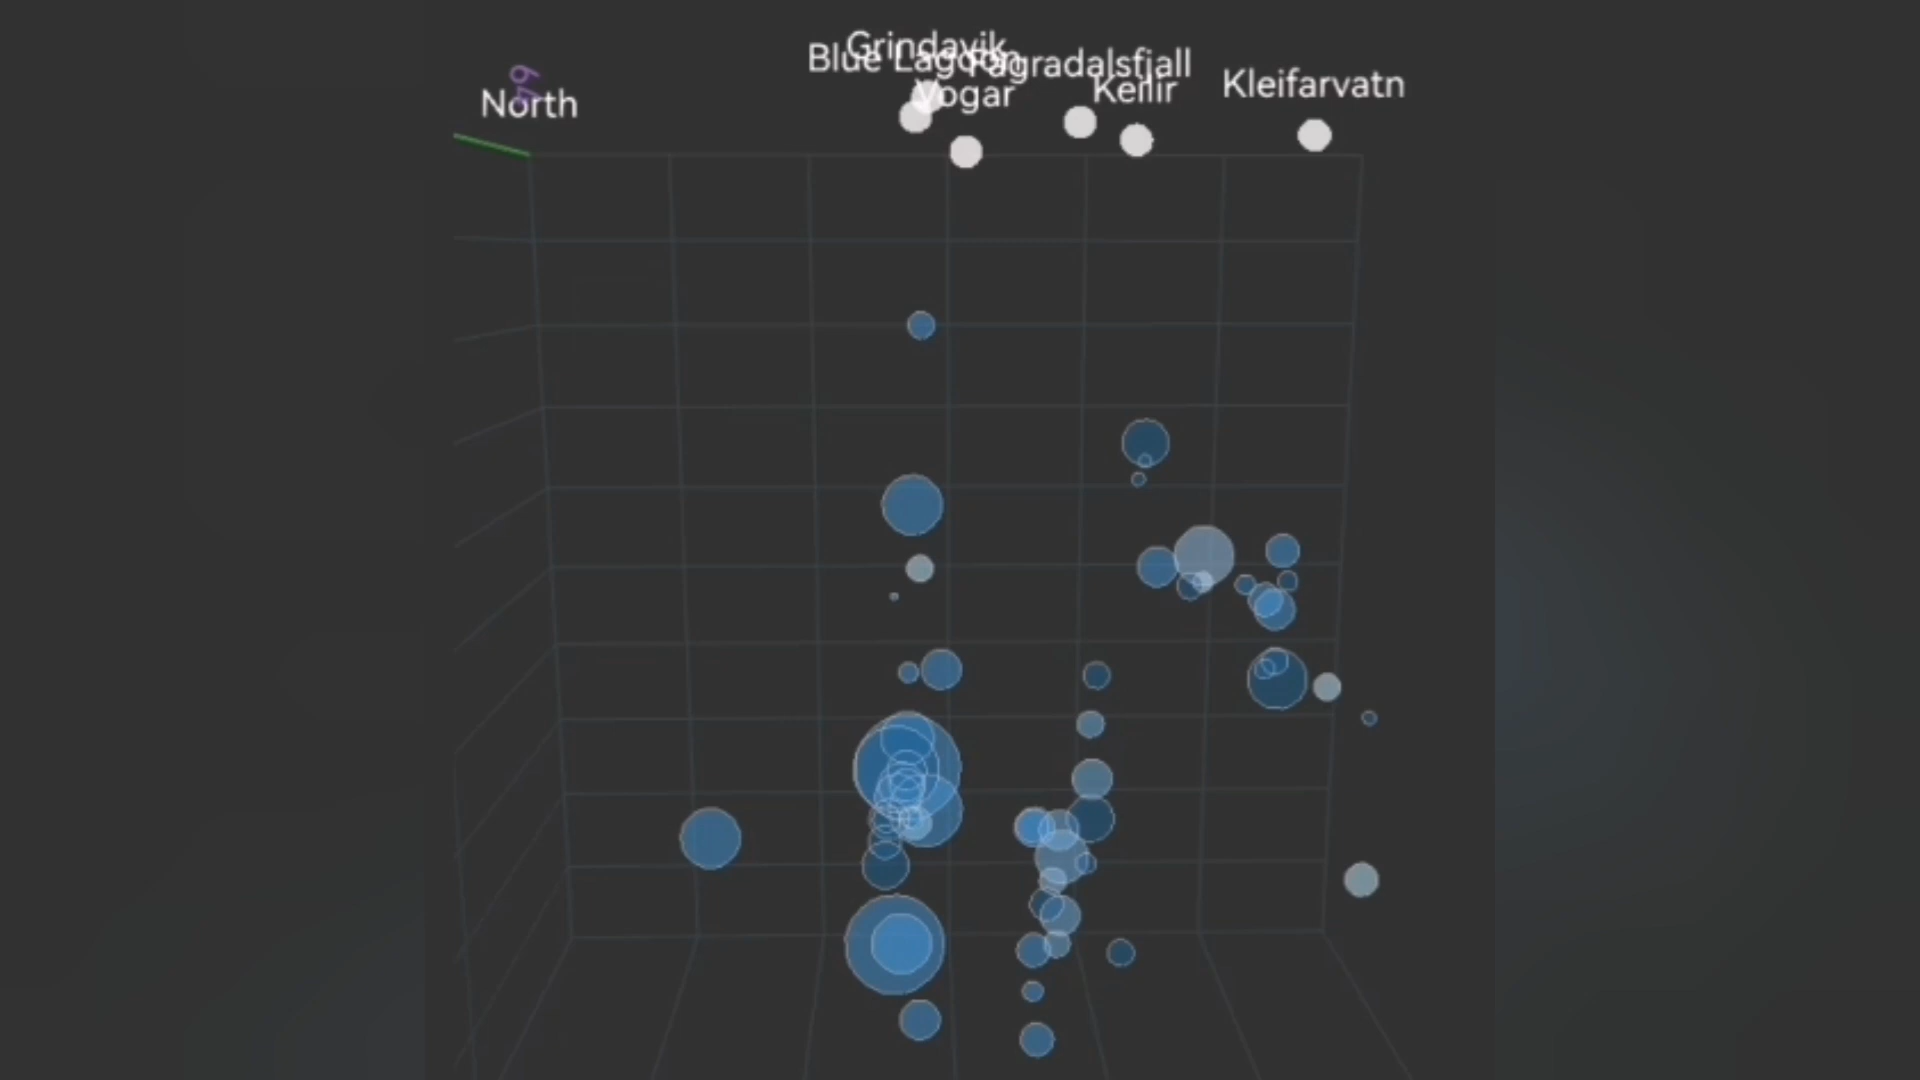 Grindavik
Blue Lagoon
Fagradalsfjall
Keilir
Kleifarvatn
Vogar
North